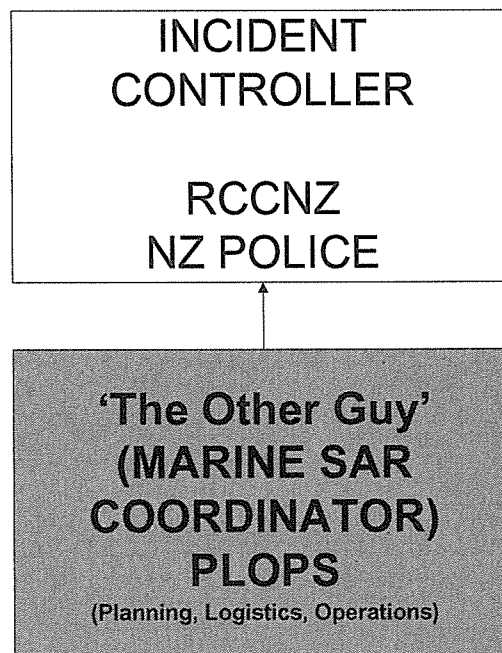 INCIDENT
CONTROLLER
RCCNZ
NZ POLICE
‘The Other Guy’
(MARINE SAR
COORDINATOR)
PLOPS
(Planning, Logistics, Operations)